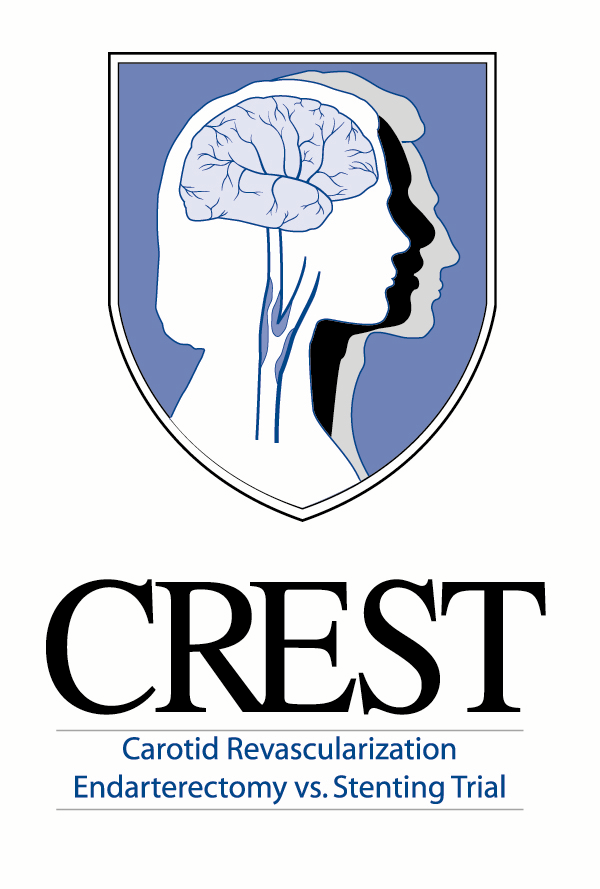 CREST
Carotid Revascularization
Endarterectomy vs. Stenting Trial